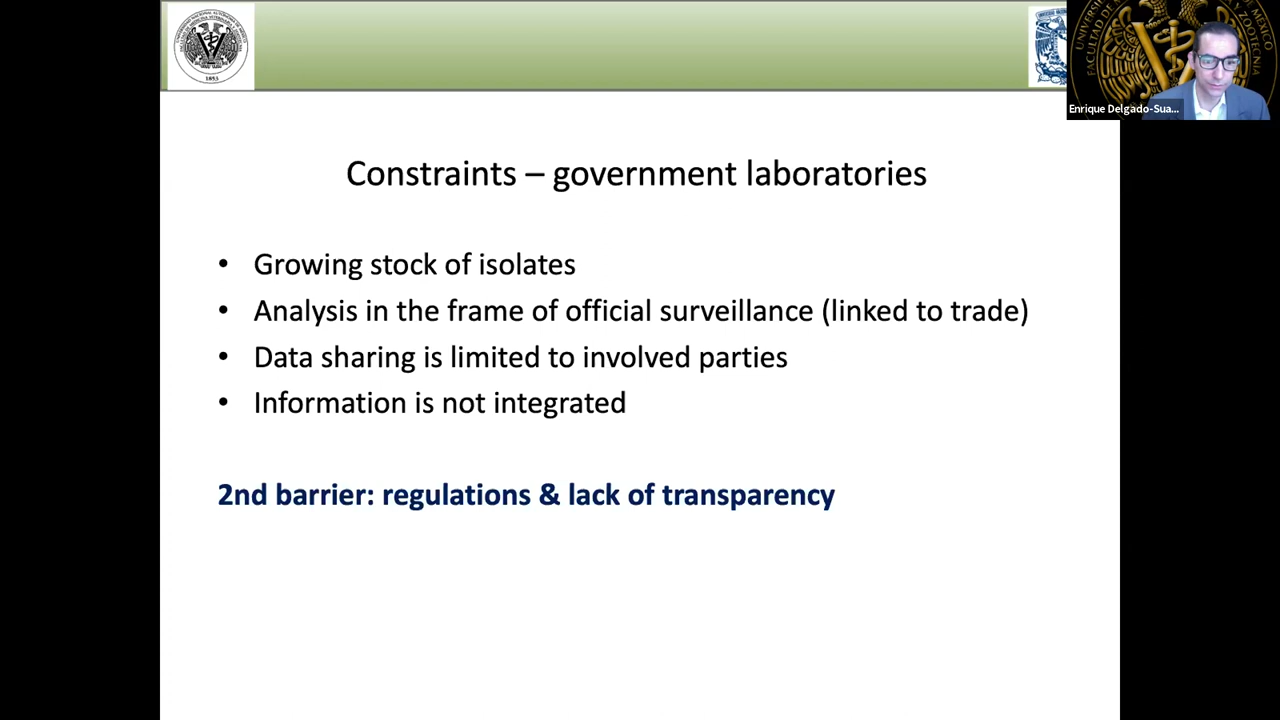 1853
Enrique Delgado-Sua...
Constraints – government laboratories
• Growing stock of isolates
• Analysis in the frame of official surveillance (linked to trade)
• Data sharing is limited to involved parties
• Information is not integrated
2nd barrier: regulations & lack of transparency